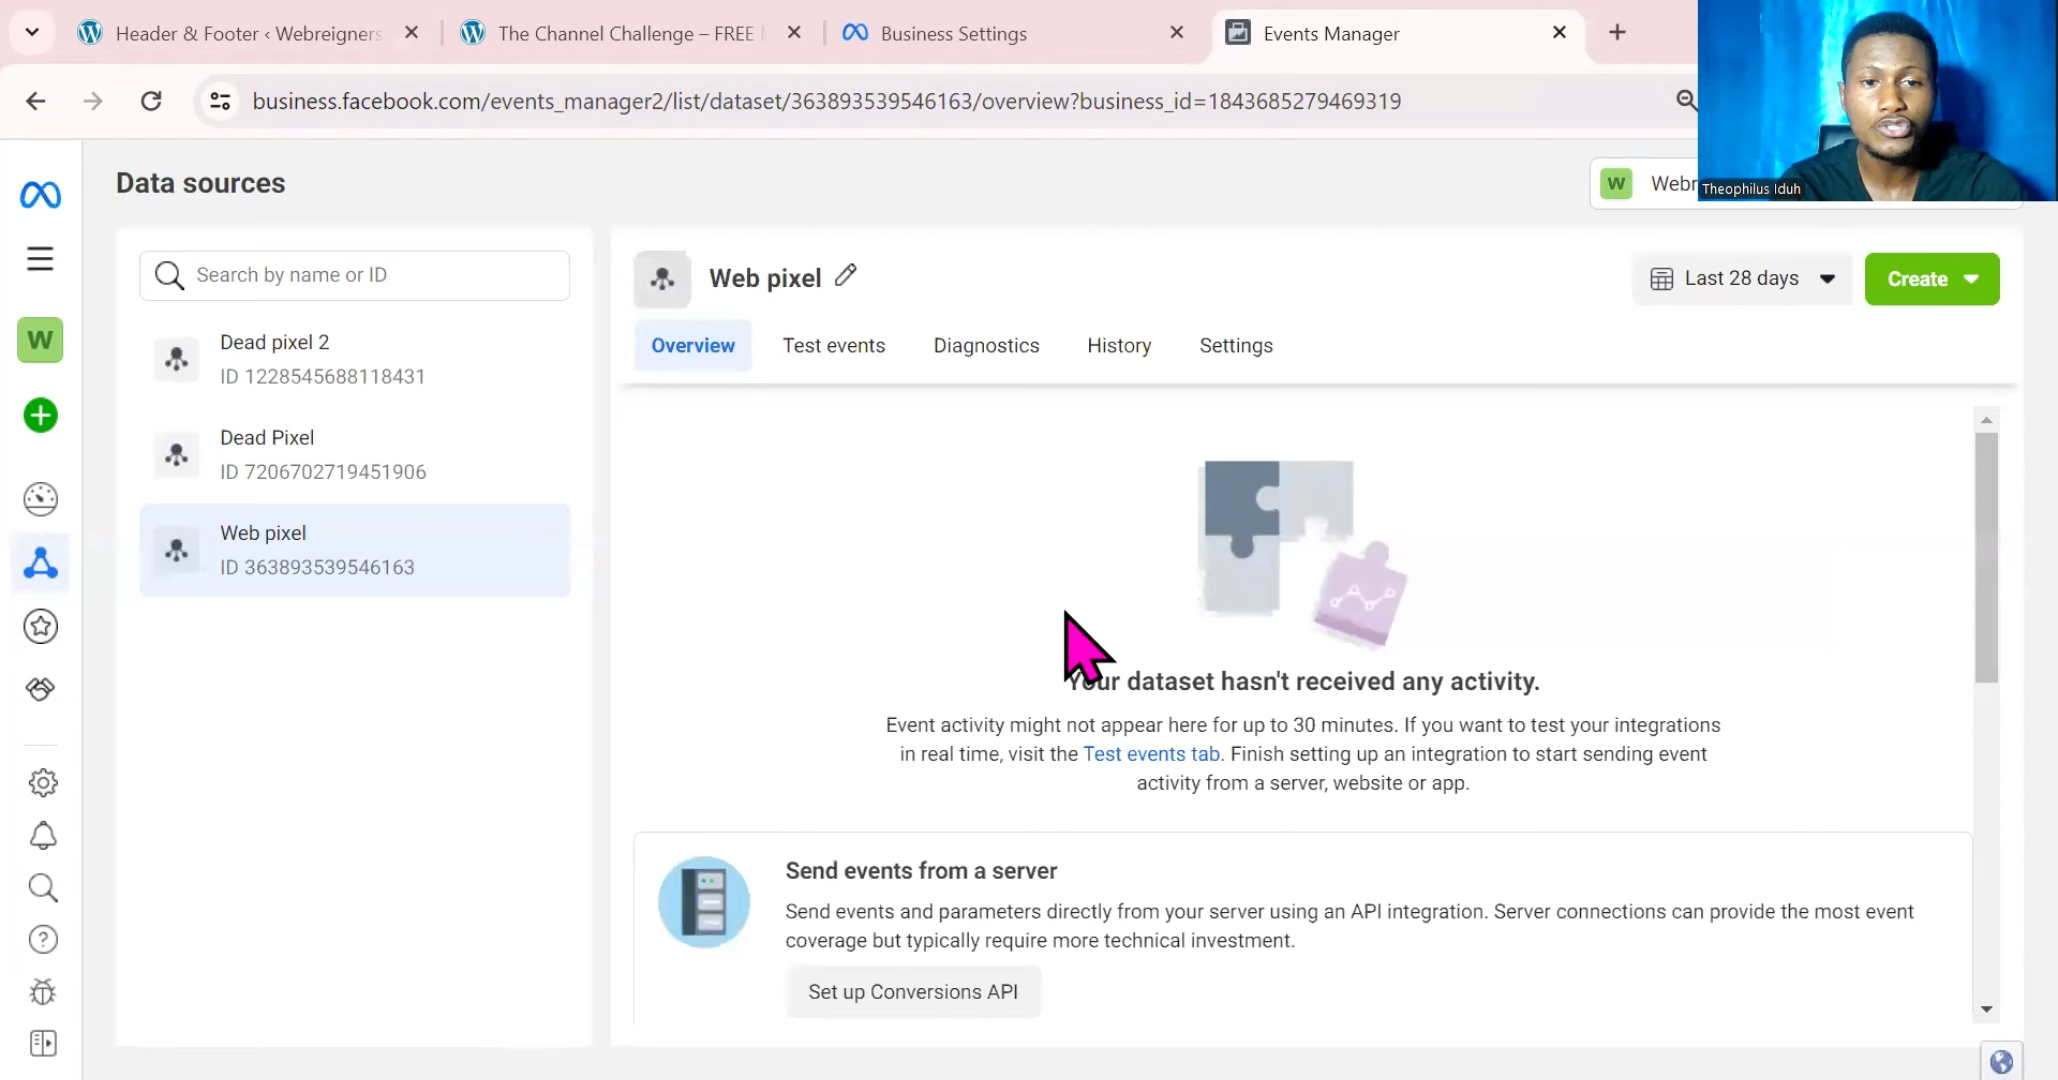 Header & Footer ‹ Webreigners
The Channel Challenge – FREE
Business Settings
Events Manager
business.facebook.com/events_manager2/list/dataset/363893539546163/overview?business_id=1843685279469319
Theophilus Iduh
Data sources
W
Search by name or ID
Web pixel
Last 28 days
Create
Overview
Test events
Diagnostics
History
Settings
W
Dead pixel 2
ID 1228545688118431
Dead Pixel
ID 7206702719451906
Web pixel
ID 363893539546163
Your dataset hasn't received any activity.
Event activity might not appear here for up to 30 minutes. If you want to test your integrations
in real time, visit the Test events tab. Finish setting up an integration to start sending event
activity from a server, website or app.
Send events from a server
Send events and parameters directly from your server using an API integration. Server connections can provide the most event
coverage but typically require more technical investment.
Set up Conversions API